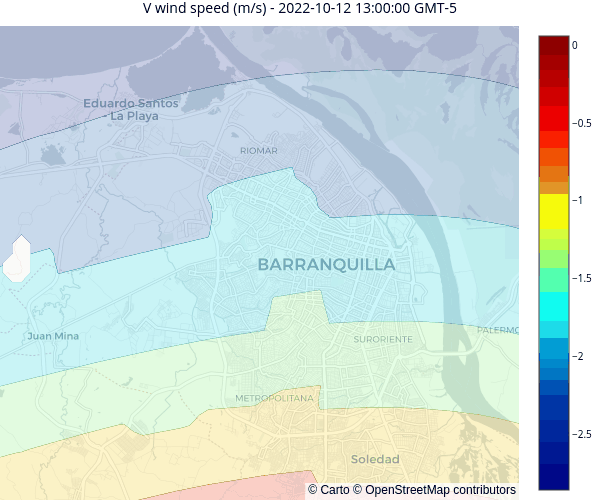 V wind speed (m/s) - 2022-10-12 13:00:00 GMT-5
0
−0.5
−1
−1.5
−2
−2.5
Eduardo Santos
- La Playa
RIOMAR
BARRANQUILLA
Juan Mina
SURORIENTE
PALERMO
METROPOLITANA
Soledad
© Carto © OpenStreetMap contributors